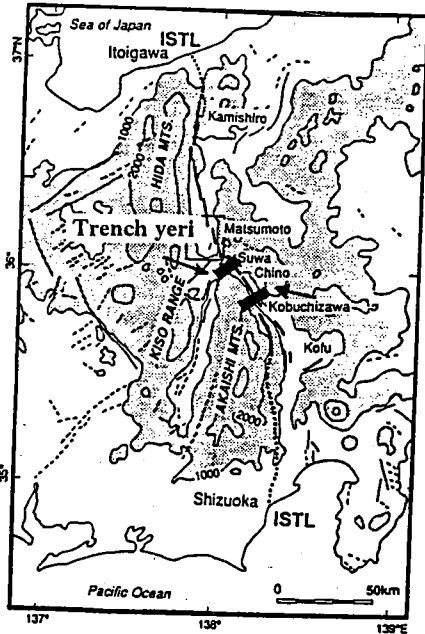 Sea of Japan
ISTL
37°N
Itoigawa
Kamishiro
1000
2000
HIDA MTS.
Trench yeri
Matsumoto
Suwa
Chino
36°
Kobuchizawa
KISO RANGE
Kofu
AKAISHI MTS.
2000
1000
35°
Shizuoka
ISTL
Pacific Ocean
0 50km
137°
138°
139°E